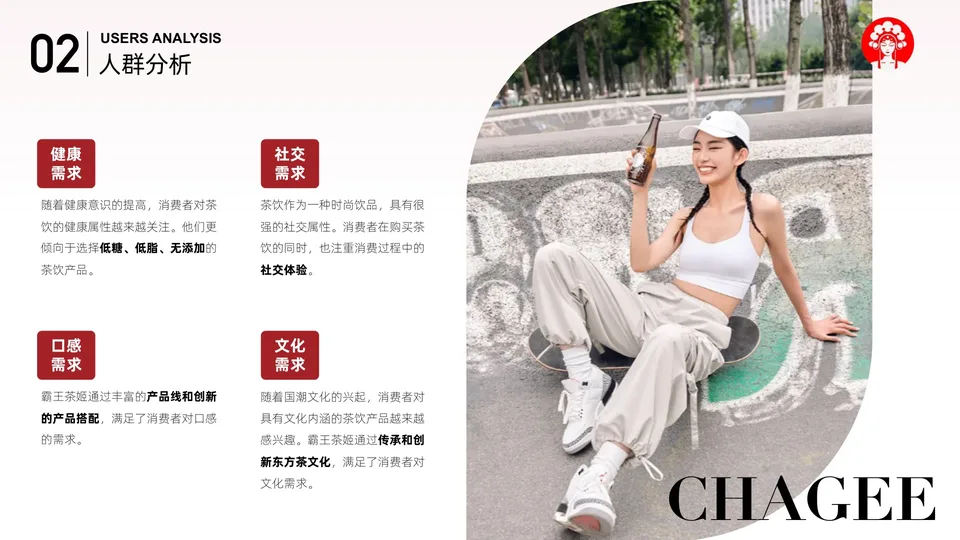 02
USERS ANALYSIS
人群分析
健康
需求
随着健康意识的提高，消费者对茶
饮的健康属性越来越关注。他们更
倾向于选择低糖、低脂、无添加的
茶饮产品。
社交
需求
茶饮作为一种时尚饮品，具有很
强的社交属性。消费者在购买茶
饮的同时，也注重消费过程中的
社交体验。
口感
需求
霸王茶姬通过丰富的产品线和创新
的产品搭配，满足了消费者对口感
的需求。
文化
需求
随着国潮文化的兴起，消费者对
具有文化内涵的茶饮产品越来越
感兴趣。霸王茶姬通过传承和创
新东方茶文化，满足了消费者对
文化需求。
CHAGEE